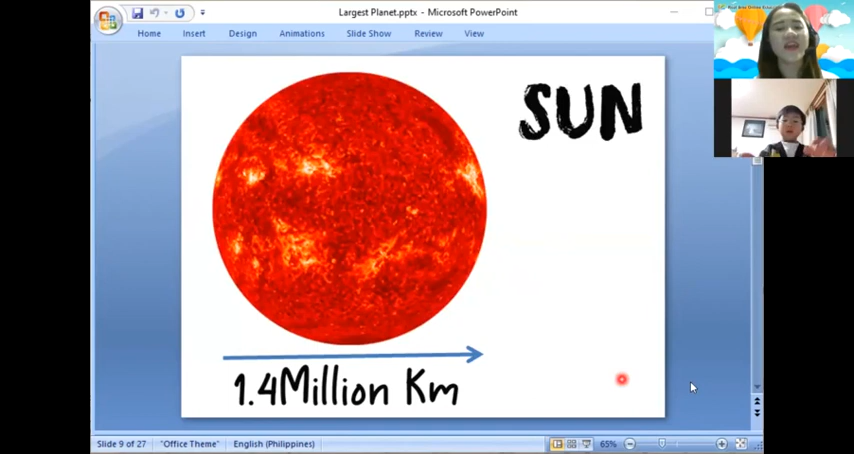 Largest Planet.pptx - Microsoft PowerPoint
Home Insert Design Animations Slide Show Review View
SUN
1.4Million Km
Slide 9 of 27 "Office Theme" English (Philippines) 65%